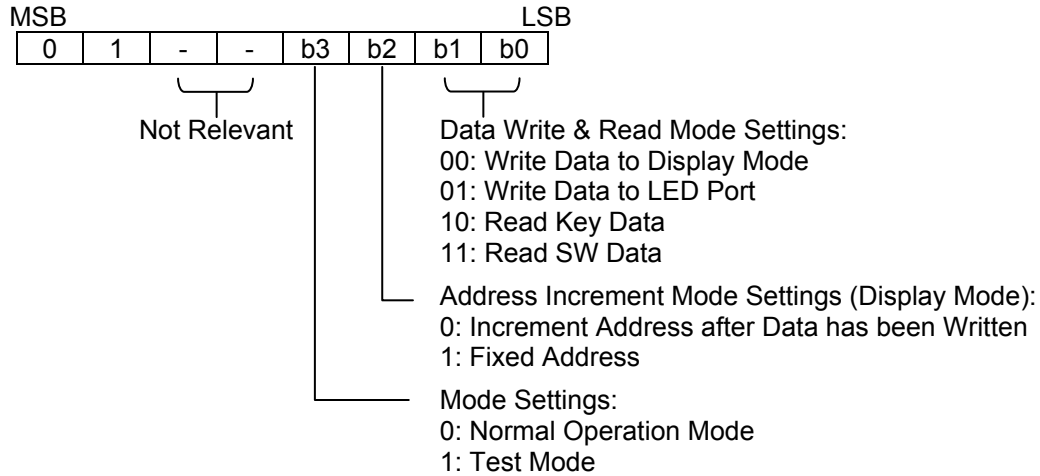 MSB LSB
0 1 - - b3 b2 b1 b0
Not Relevant
Data Write & Read Mode Settings:
00: Write Data to Display Mode
01: Write Data to LED Port
10: Read Key Data
11: Read SW Data
Address Increment Mode Settings (Display Mode):
0: Increment Address after Data has been Written
1: Fixed Address
Mode Settings:
0: Normal Operation Mode
1: Test Mode